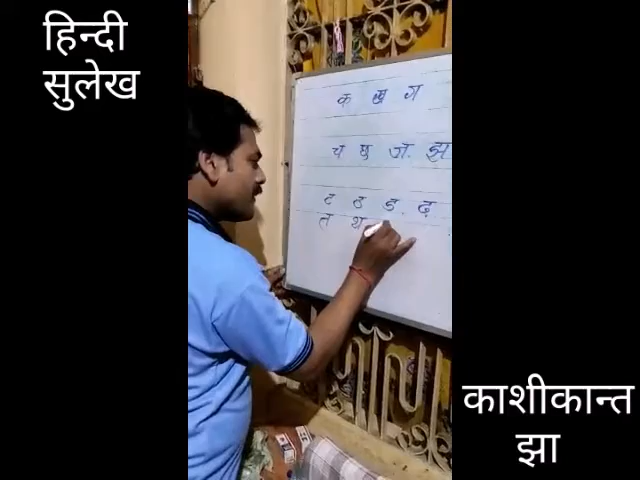 हिन्दी
सुलेख
क ख ग
च छ ज झ
ट ठ ड ढ
त थ
काशीकान्त
झा